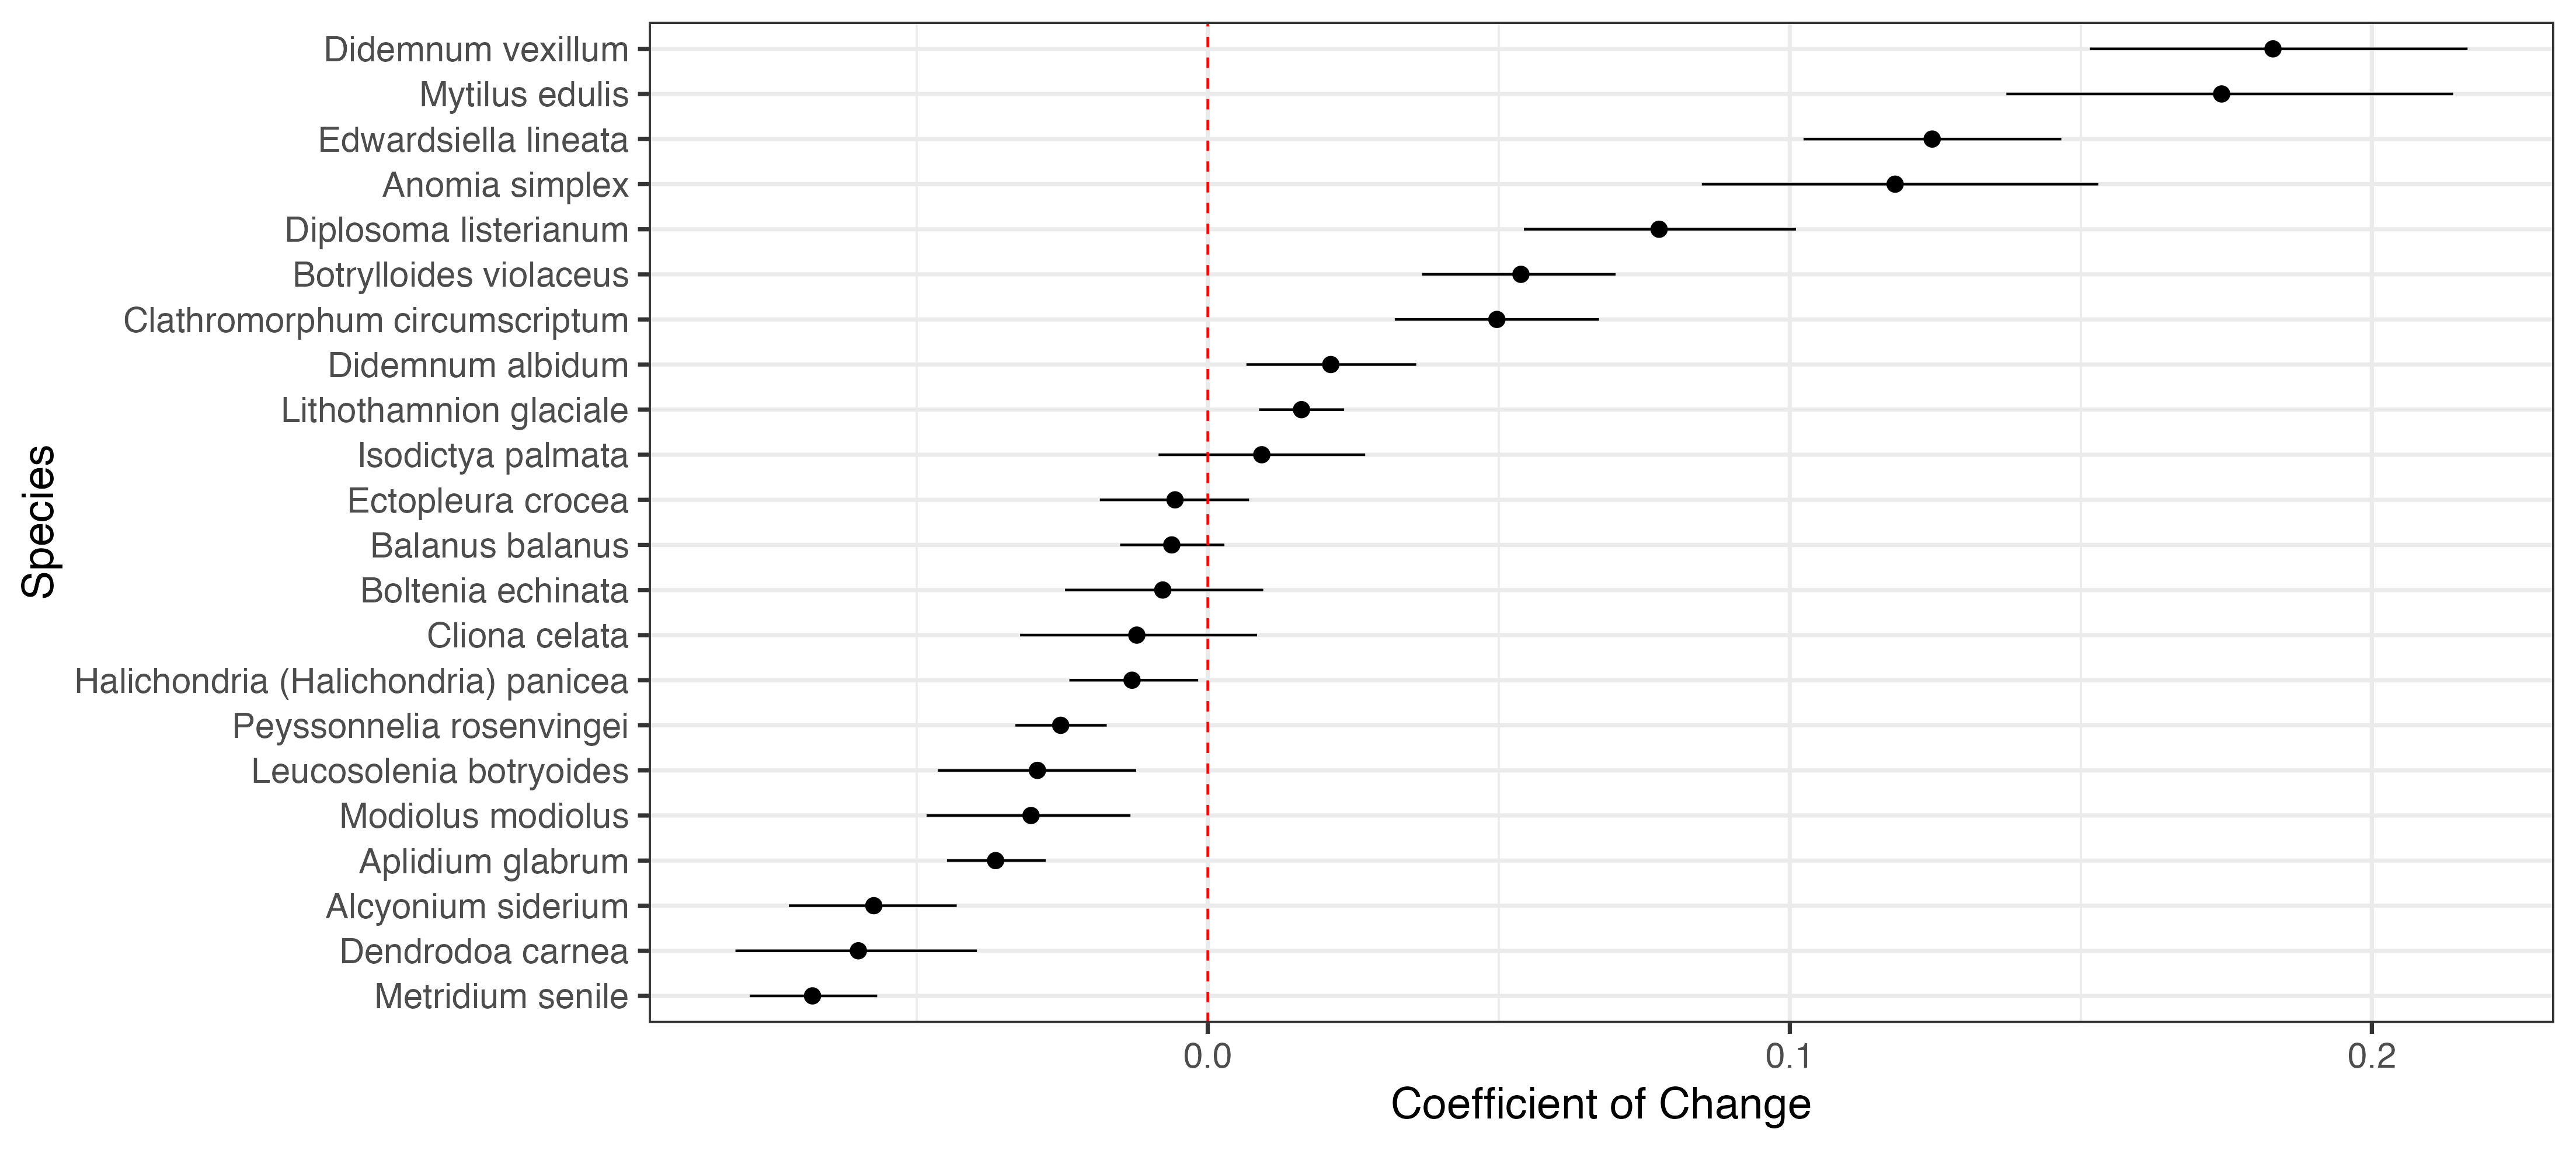 Didemnum vexillum
Mytilus edulis
Edwardsiella lineata
Anomia simplex
Diplosoma listerianum
Botrylloides violaceus
Clathromorphum circumscriptum
Didemnum albidum
Lithothamnion glaciale
Isodictya palmata
Ectopleura crocea
Balanus balanus
Boltenia echinata
Cliona celata
Halichondria (Halichondria) panicea
Peyssonnelia rosenvingei
Leucosolenia botryoides
Modiolus modiolus
Aplidium glabrum
Alcyonium siderium
Dendrodoa carnea
Metridium senile
Species
0.0 0.1 0.2
Coefficient of Change